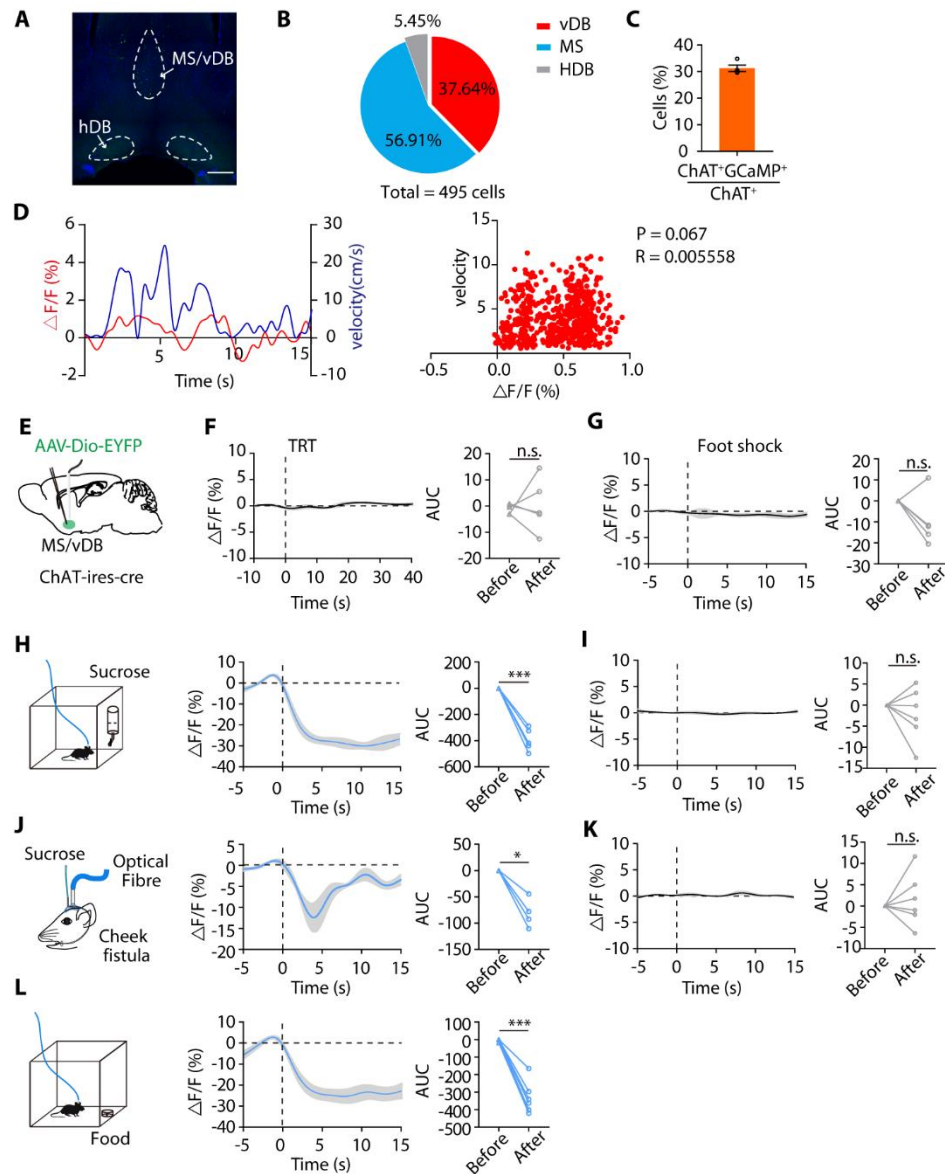 A
MS/vDB
hDB
B
5.45%
37.64%
56.91%
Total = 495 cells
vDB
MS
HDB
C
Cells (%)
40
30
20
10
0
ChAT⁺GCaMP⁺
ChAT⁺
D
△F/F (%)
6
4
2
0
-2
5
10
15
Time (s)
30
20
10
0
-10
velocity(cm/s)
velocity
15
10
5
-0.5
0.0
0.5
1.0
△F/F (%)
P = 0.067
R = 0.005558
E
AAV-Dio-EYFP
MS/vDB
ChAT-ires-cre
F
TRT
△F/F (%)
10
5
0
-5
-10
-10 0 10 20 30 40
Time (s)
AUC
n.s.
20
10
0
-10
-20
Before
After
G
Foot shock
△F/F (%)
10
5
0
-5
-10
-5 0 5 10 15
Time (s)
AUC
n.s.
20
10
0
-10
-20
-30
Before
After
H
Sucrose
△F/F (%)
10
0
-10
-20
-30
-40
-5 0 5 10 15
Time (s)
AUC
***
200
0
-200
-400
-600
Before
After
I
△F/F (%)
10
5
0
-5
-10
-5 0 5 10 15
Time (s)
AUC
n.s.
10
5
0
-5
-10
-15
Before
After
J
Sucrose
Optical
Fibre
Cheek
fistula
△F/F (%)
5
0
-5
-10
-15
-20
-5 0 5 10 15
Time (s)
AUC
*
50
0
-50
-100
-150
Before
After
K
△F/F (%)
10
5
0
-5
-10
-5 0 5 10 15
Time (s)
AUC
n.s.
15
10
5
0
-5
-10
Before
After
L
Food
△F/F (%)
10
0
-10
-20
-30
-40
-5 0 5 10 15
Time (s)
AUC
***
100
0
-100
-200
-300
-400
-500
Before
After